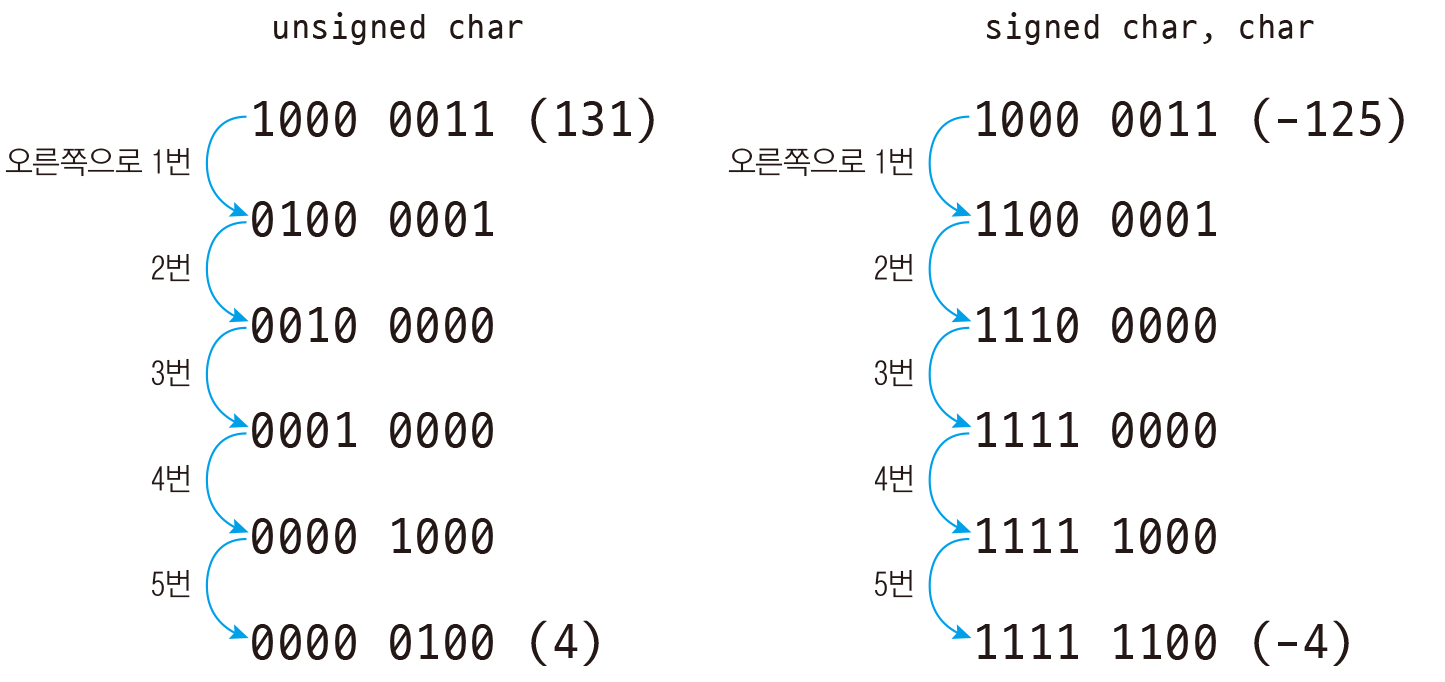 unsigned char
1000 0011 (131)
오른쪽으로 1번
0100 0001
2번
0010 0000
3번
0001 0000
4번
0000 1000
5번
0000 0100 (4)
signed char, char
1000 0011 (-125)
오른쪽으로 1번
1100 0001
2번
1110 0000
3번
1111 0000
4번
1111 1000
5번
1111 1100 (-4)